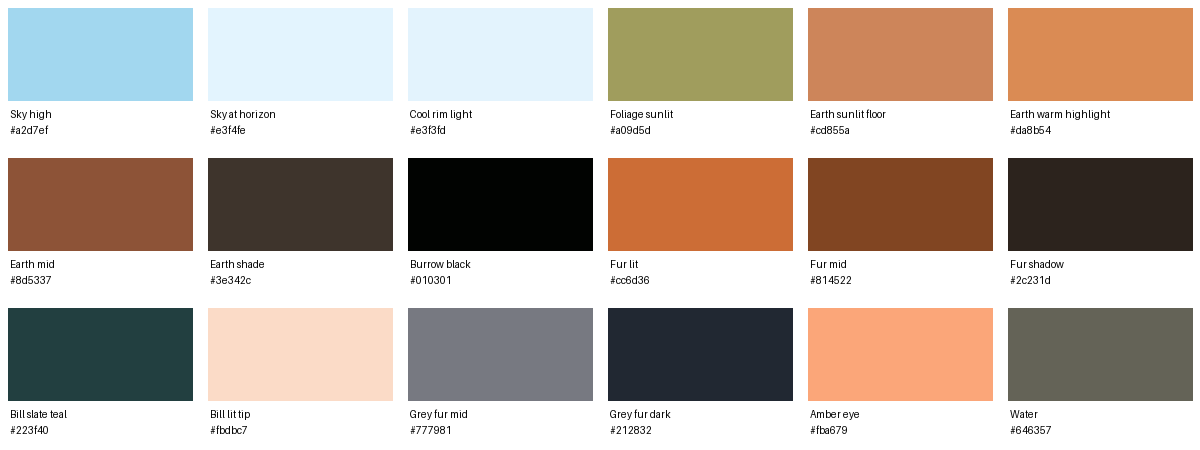 Sky high
#a2d7ef
Sky at horizon
#e3f4fe
Cool rim light
#e3f3fd
Foliage sunlit
#a09d5d
Earth sunlit floor
#cd855a
Earth warm highlight
#da8b54
Earth mid
#8d5337
Earth shade
#3e342c
Burrow black
#010301
Fur lit
#cc6d36
Fur mid
#814522
Fur shadow
#2c231d
Bill slate teal
#223f40
Bill lit tip
#fbdbc7
Grey fur mid
#777981
Grey fur dark
#212832
Amber eye
#fba679
Water
#646357